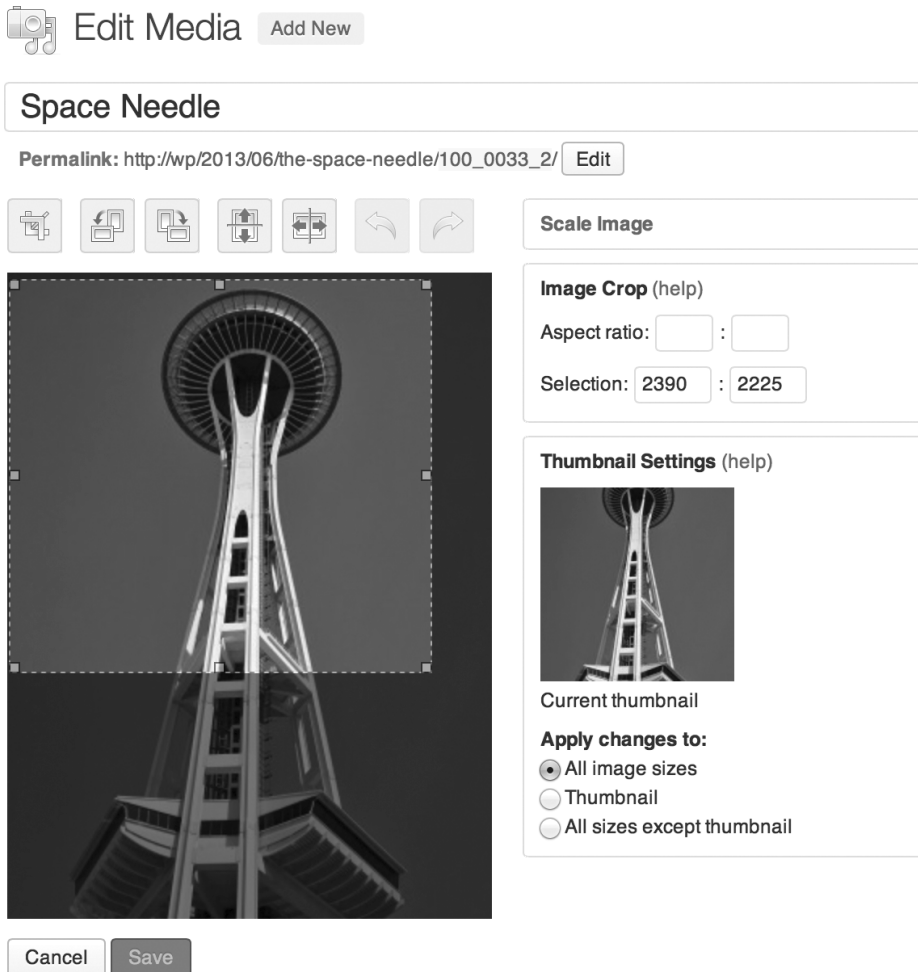 Edit Media Add New
Space Needle
Permalink: http://wp/2013/06/the-space-needle/100_0033_2/ Edit
Scale Image
Image Crop (help)
Aspect ratio: :
Selection: 2390 : 2225
Thumbnail Settings (help)
Current thumbnail
Apply changes to:
All image sizes
Thumbnail
All sizes except thumbnail
Cancel Save